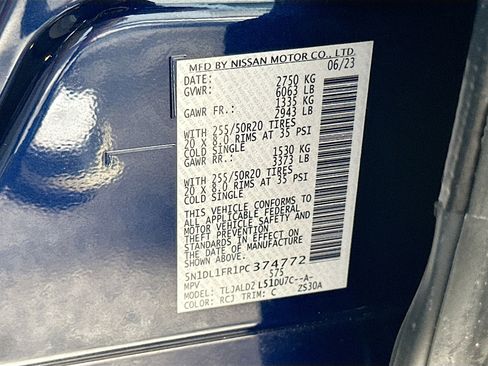 MFD BY NISSAN MOTOR CO., LTD
DATE: 06/23
GVWR: 2750 KG
6063 LB
GAWR FR.: 1335 KG
2943 LB
WITH 255/50R20 TIRES
20 X 8.0 RIMS AT 35 PSI
COLD SINGLE
GAWR RR.: 1530 KG
3373 LB
WITH 255/50R20 TIRES
20 X 8.0 RIMS AT 35 PSI
COLD SINGLE
THIS VEHICLE CONFORMS TO
ALL APPLICABLE FEDERAL
MOTOR VEHICLE SAFETY AND
THEFT PREVENTION
STANDARDS IN EFFECT ON
THE DATE OF MANUFACTURE
5N1DL1FR1PC374772
MPV 575
MODEL: TLJALD2 L51DU7C--A-
COLOR: RCJ TRIM: C ZS30A